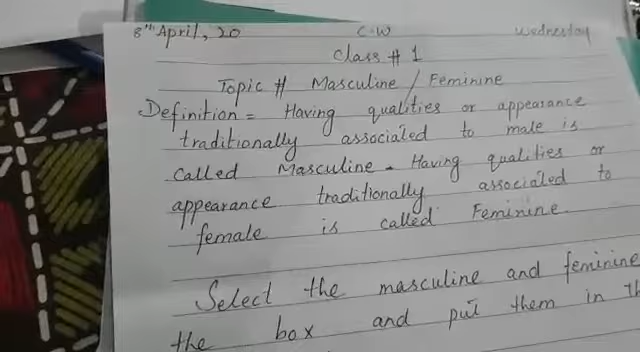 8th April, 20 C.W Wednesday
Class # 1
Topic # Masculine / Feminine
Definition = Having qualities or appearance
traditionally associated to male is
called Masculine - Having qualities or
appearance traditionally associated to
female is called Feminine.
Select the masculine and feminine
the box and put them in th